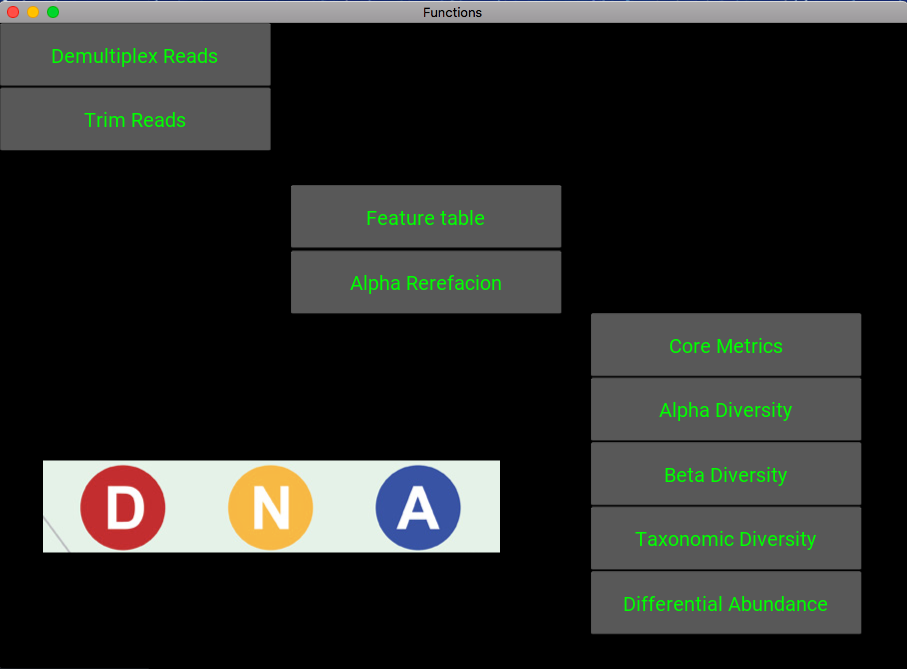 Functions
Demultiplex Reads
Trim Reads
Feature table
Alpha Rerefacion
Core Metrics
Alpha Diversity
Beta Diversity
Taxonomic Diversity
Differential Abundance
D N A